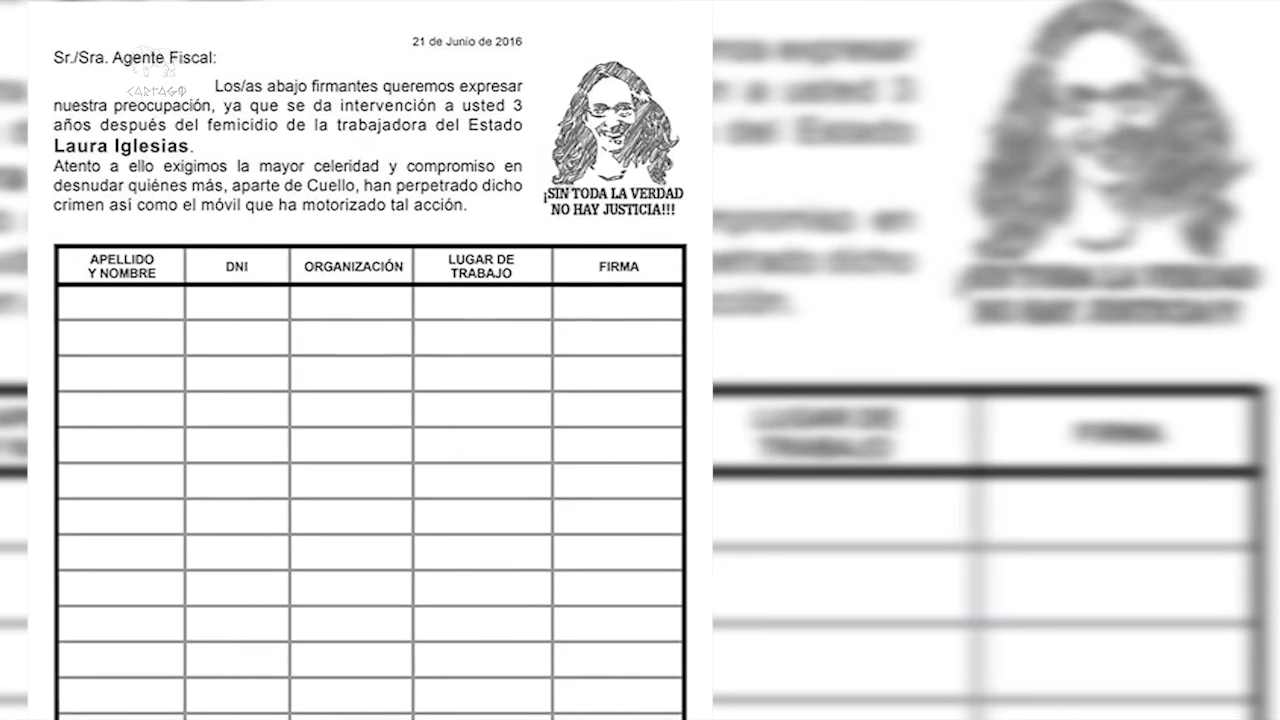 21 de Junio de 2016
Sr./Sra. Agente Fiscal:
CARTAGO
Los/as abajo firmantes queremos expresar
nuestra preocupación, ya que se da intervención a usted 3
años después del femicidio de la trabajadora del Estado
Laura Iglesias.
Atento a ello exigimos la mayor celeridad y compromiso en
desnudar quiénes más, aparte de Cuello, han perpetrado dicho
crimen así como el móvil que ha motorizado tal acción.
¡SIN TODA LA VERDAD
NO HAY JUSTICIA!!!
APELLIDO
Y NOMBRE
DNI
ORGANIZACIÓN
LUGAR DE
TRABAJO
FIRMA